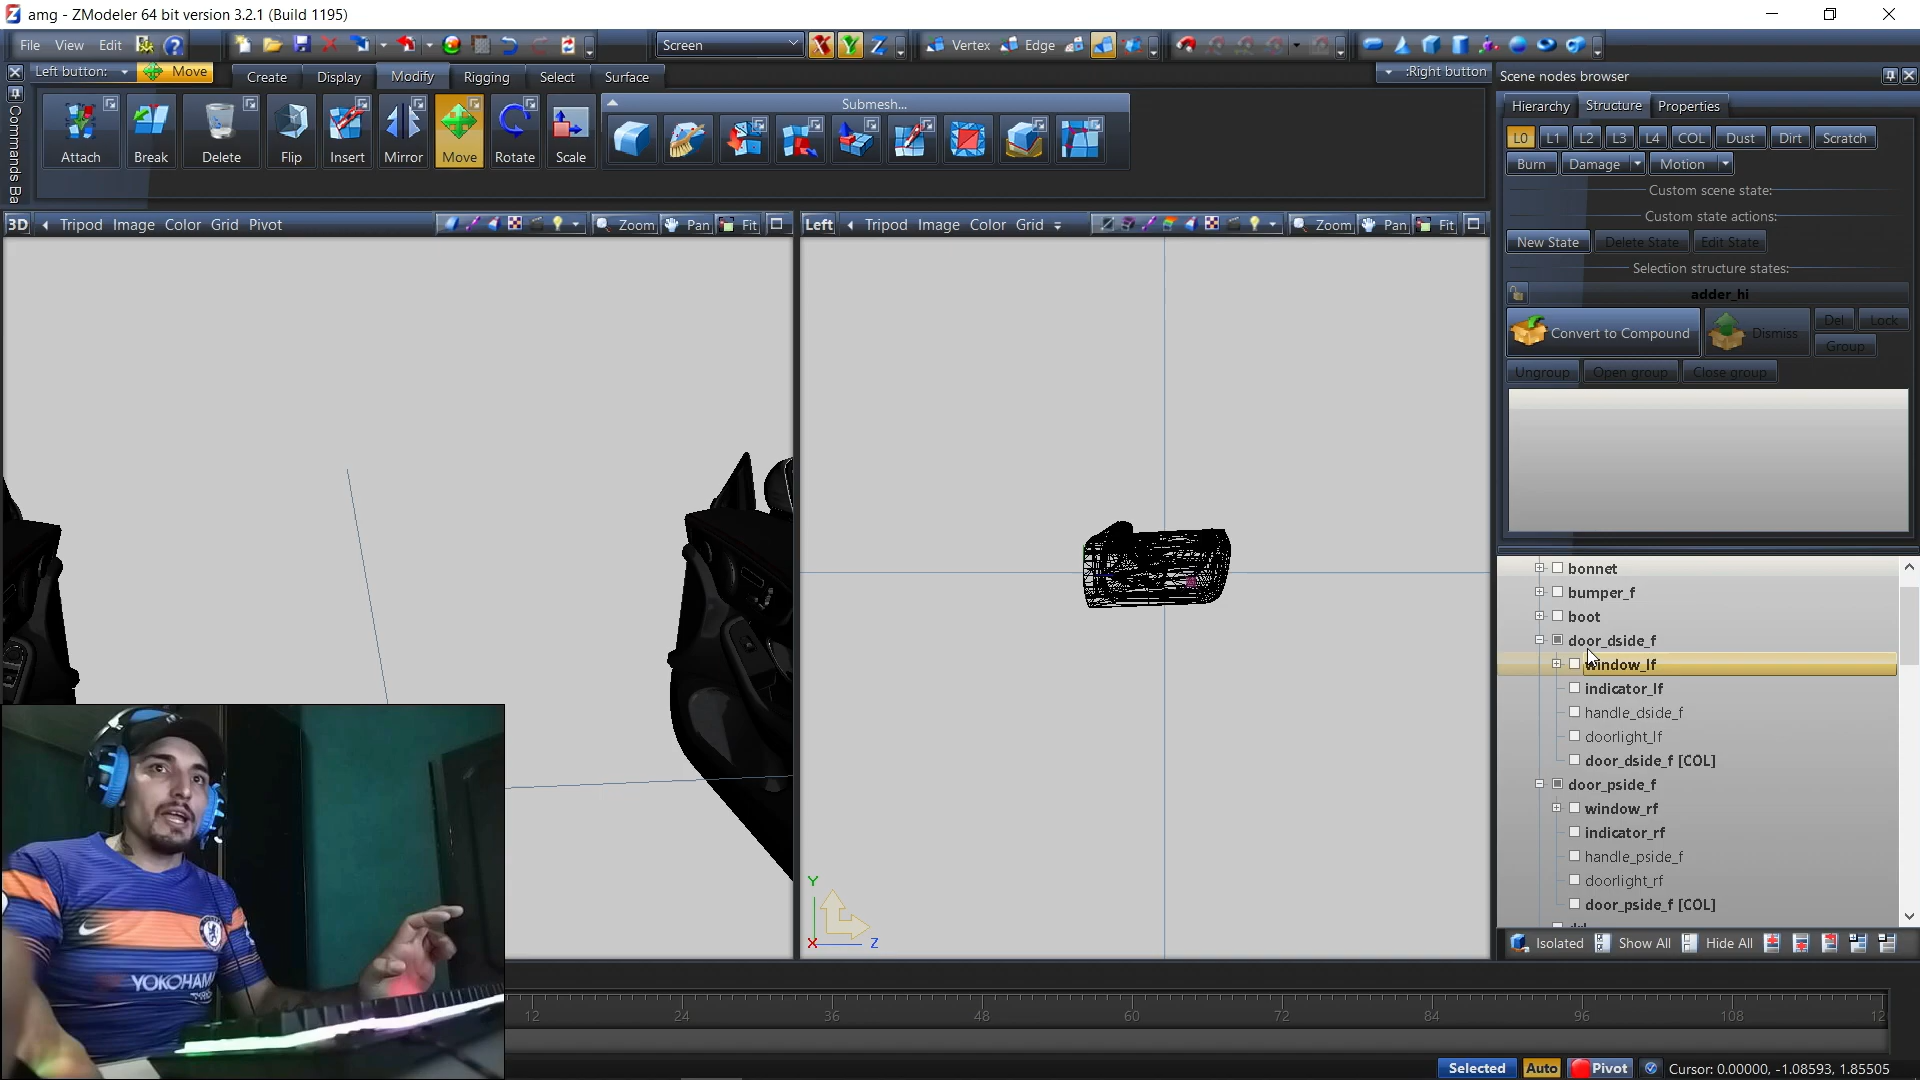 amg - ZModeler 64 bit version 3.2.1 (Build 1195)
File View Edit
Screen
X Y Z
Vertex Edge
Left button: Move
Create Display Modify Rigging Select Surface
:Right button
Commands Ba
Attach Break Delete Flip Insert Mirror Move Rotate Scale
Submesh...
3D Tripod Image Color Grid Pivot
Zoom Pan Fit
Left Tripod Image Color Grid
Zoom Pan Fit
Scene nodes browser
Hierarchy Structure Properties
L0 L1 L2 L3 L4 COL Dust Dirt Scratch
Burn Damage Motion
Custom scene state:
Custom state actions:
New State Delete State Edit State
Selection structure states:
adder_hi
Convert to Compound Dismiss Del Lock
Group
Ungroup Open group Close group
bonnet
bumper_f
boot
door_dside_f
window_lf
indicator_lf
handle_dside_f
doorlight_lf
door_dside_f [COL]
door_pside_f
window_rf
indicator_rf
handle_pside_f
doorlight_rf
door_pside_f [COL]
Isolated Show All Hide All
Y
X Z
YOKOHAMA
12 24 36 48 60 72 84 96 108 12
Selected Auto Pivot Cursor: 0.00000, -1.08593, 1.85505